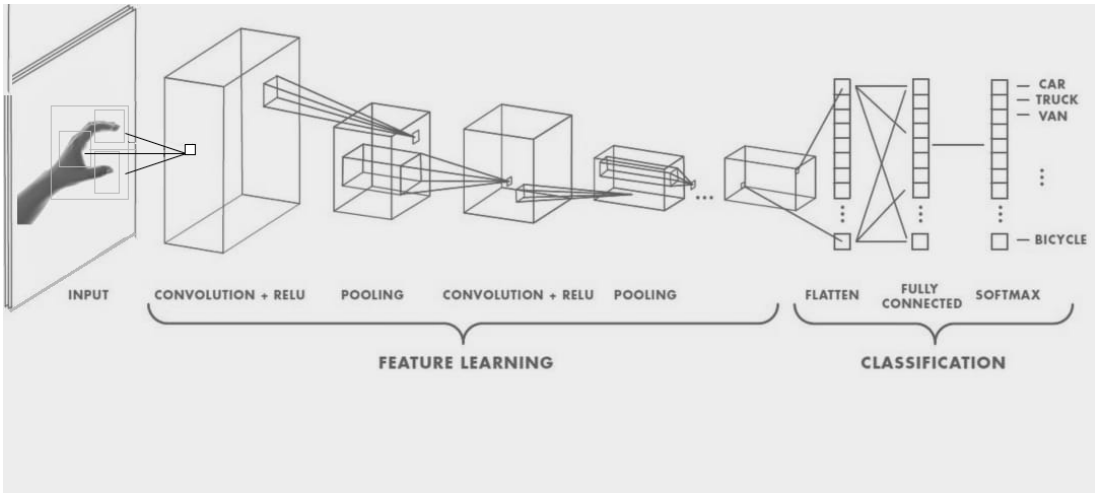 CAR
TRUCK
VAN
BICYCLE
INPUT
CONVOLUTION + RELU
POOLING
CONVOLUTION + RELU
POOLING
FLATTEN
FULLY
CONNECTED
SOFTMAX
FEATURE LEARNING
CLASSIFICATION